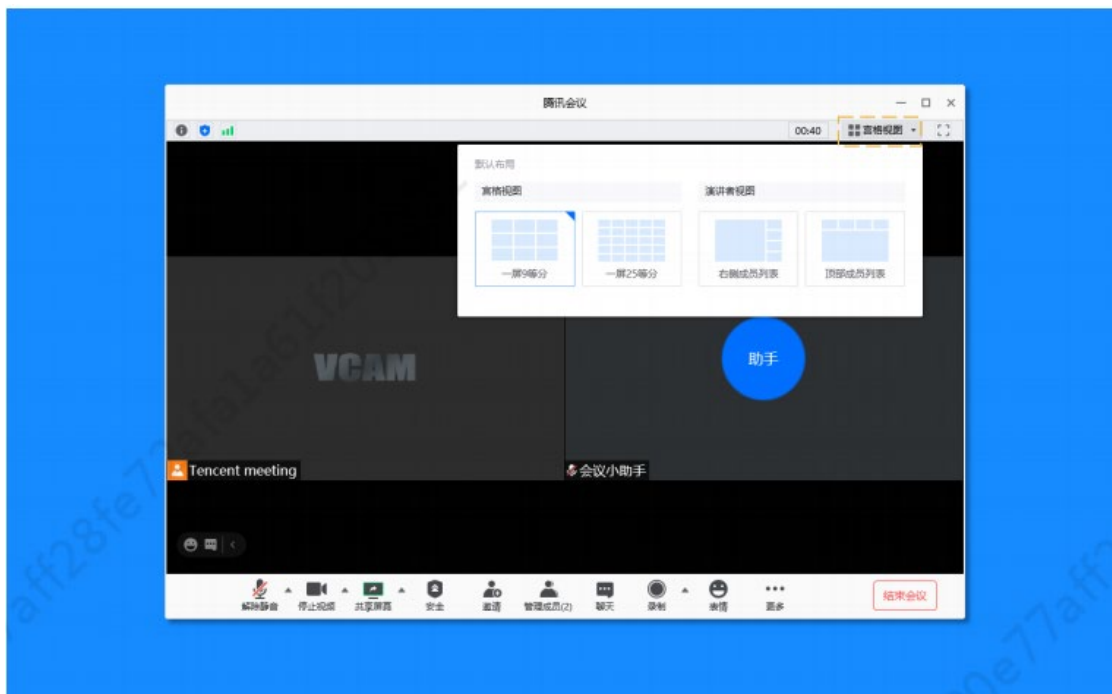 腾讯会议
00:40
宫格视图
默认布局
宫格视图
演讲者视图
一屏9等分
一屏25等分
右侧成员列表
顶部成员列表
VCAM
助手
Tencent meeting
会议小助手
解除静音
停止视频
共享屏幕
安全
邀请
管理成员(2)
聊天
录制
表情
更多
结束会议